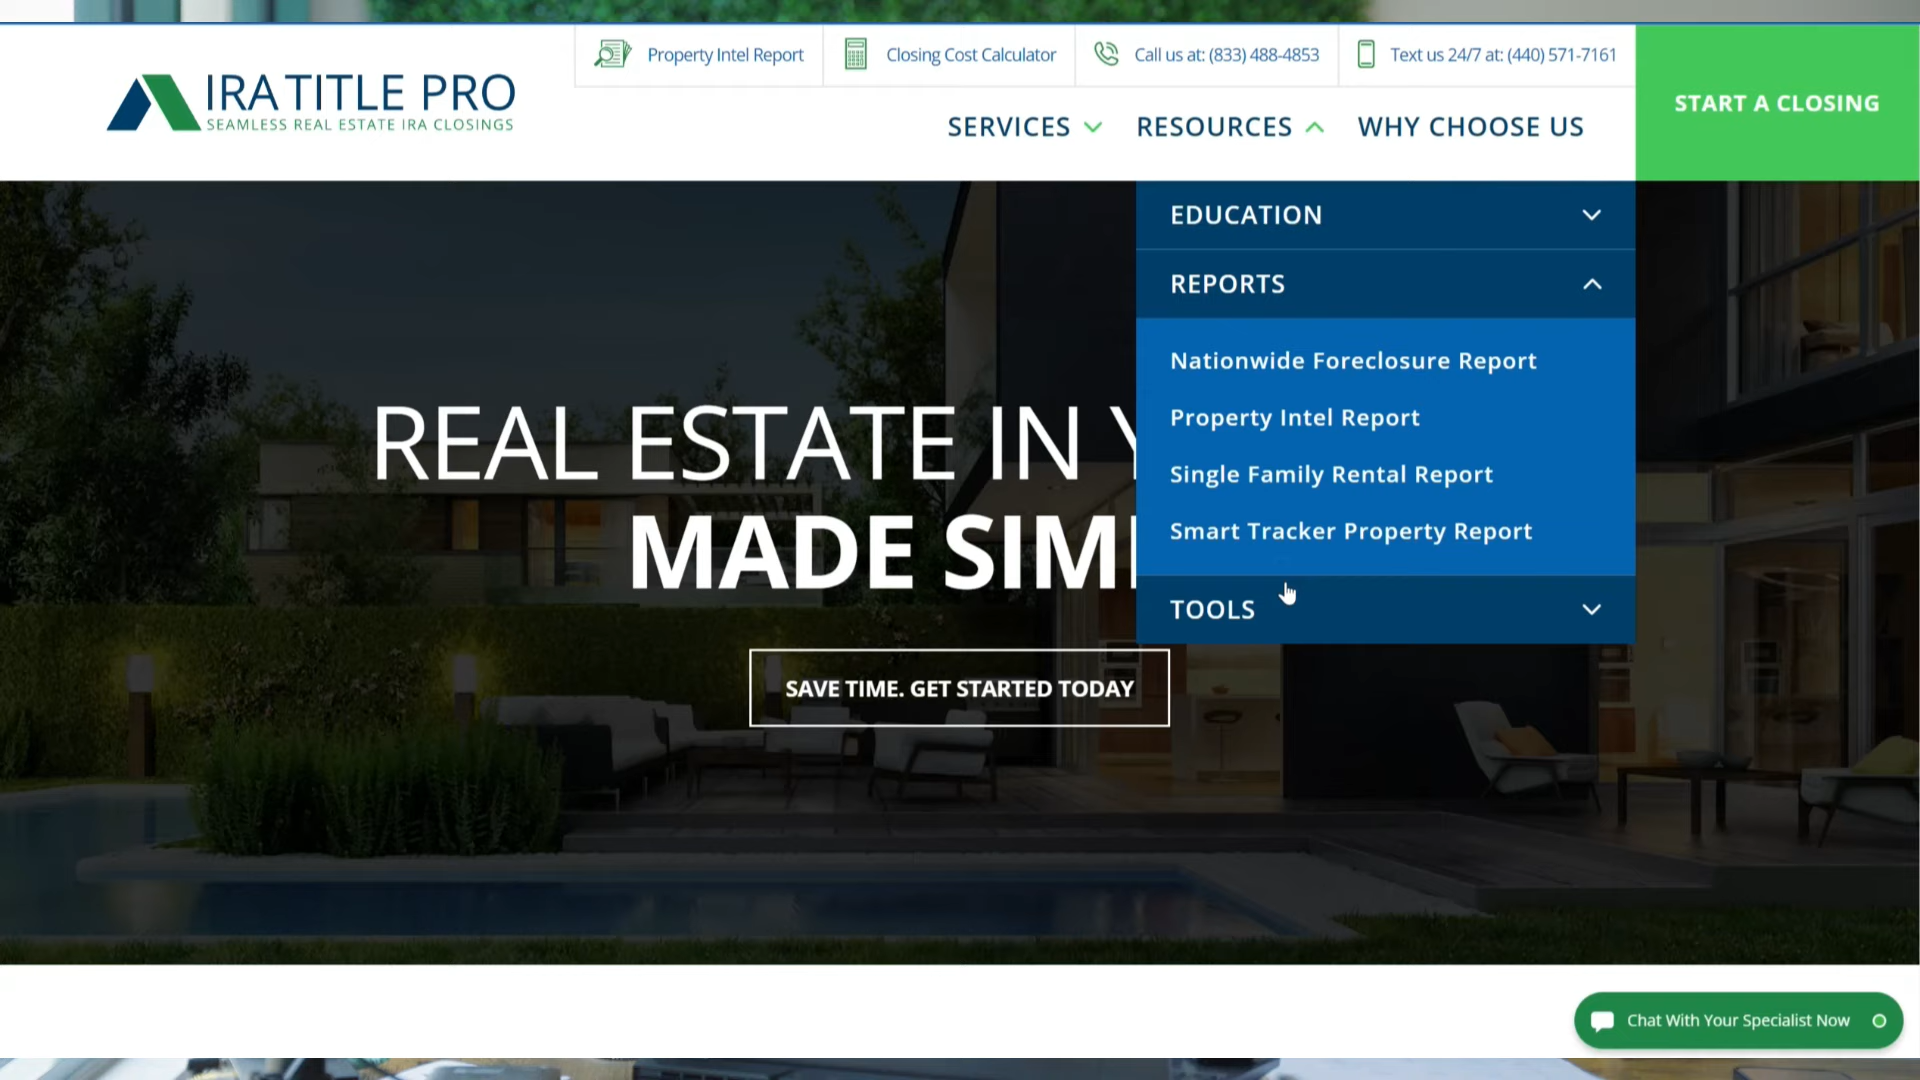 Property Intel Report
Closing Cost Calculator
Call us at: (833) 488-4853
Text us 24/7 at: (440) 571-7161
START A CLOSING
IRA TITLE PRO
SEAMLESS REAL ESTATE IRA CLOSINGS
SERVICES
RESOURCES
WHY CHOOSE US
EDUCATION
REPORTS
Nationwide Foreclosure Report
Property Intel Report
Single Family Rental Report
Smart Tracker Property Report
TOOLS
REAL ESTATE IN Y
MADE SIM
SAVE TIME. GET STARTED TODAY
Chat With Your Specialist Now